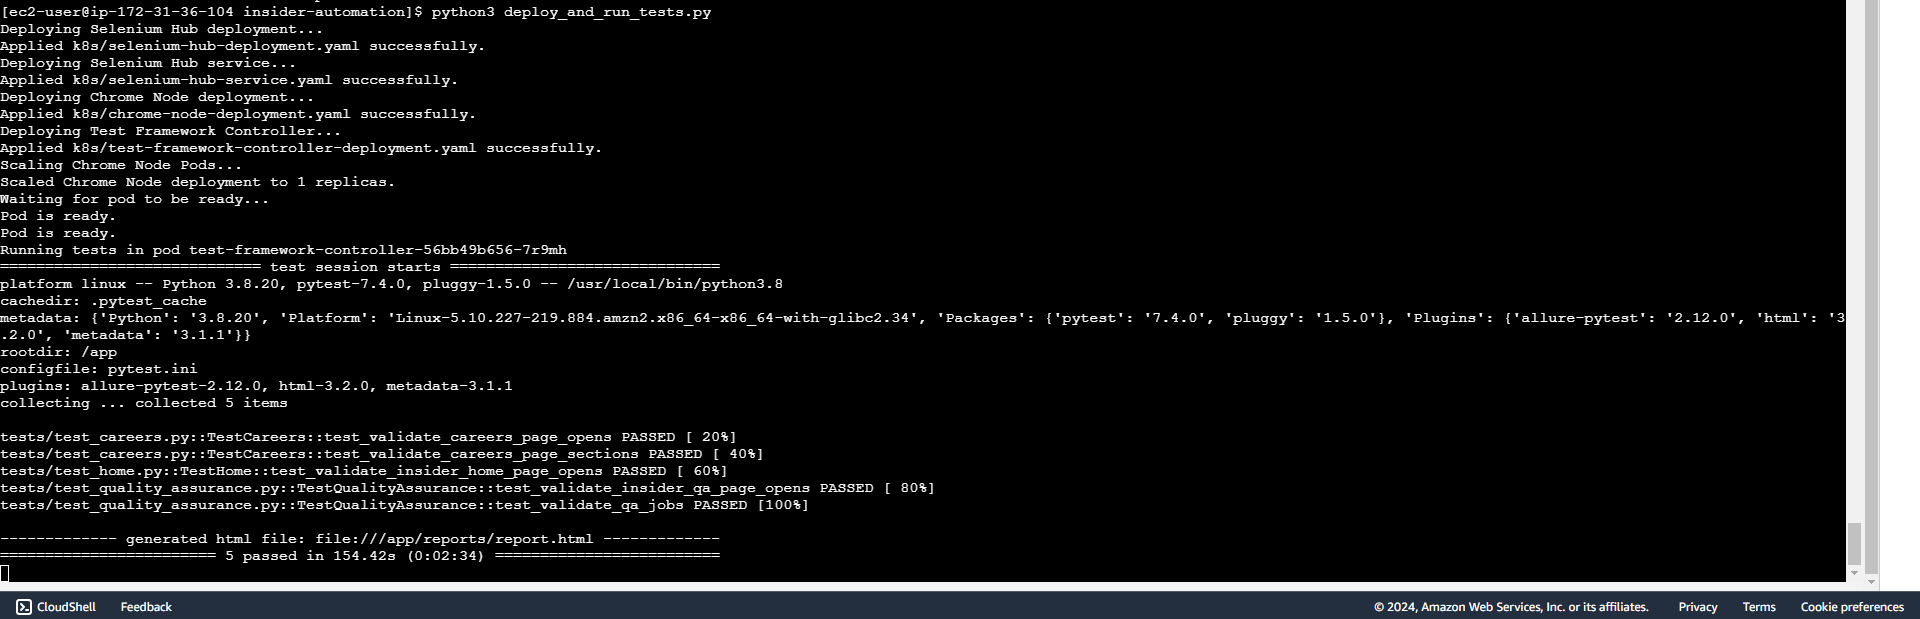 [ec2-user@ip-172-31-36-104 insider-automation]$ python3 deploy_and_run_tests.py
Deploying Selenium Hub deployment...
Applied k8s/selenium-hub-deployment.yaml successfully.
Deploying Selenium Hub service...
Applied k8s/selenium-hub-service.yaml successfully.
Deploying Chrome Node deployment...
Applied k8s/chrome-node-deployment.yaml successfully.
Deploying Test Framework Controller...
Applied k8s/test-framework-controller-deployment.yaml successfully.
Scaling Chrome Node Pods...
Scaled Chrome Node deployment to 1 replicas.
Waiting for pod to be ready...
Pod is ready.
Pod is ready.
Running tests in pod test-framework-controller-56bb49b656-7r9mh
============================= test session starts ==============================
platform linux -- Python 3.8.20, pytest-7.4.0, pluggy-1.5.0 -- /usr/local/bin/python3.8
cachedir: .pytest_cache
metadata: {'Python': '3.8.20', 'Platform': 'Linux-5.10.227-219.884.amzn2.x86_64-x86_64-with-glibc2.34', 'Packages': {'pytest': '7.4.0', 'pluggy': '1.5.0'}, 'Plugins': {'allure-pytest': '2.12.0', 'html': '3
.2.0', 'metadata': '3.1.1'}}
rootdir: /app
configfile: pytest.ini
plugins: allure-pytest-2.12.0, html-3.2.0, metadata-3.1.1
collecting ... collected 5 items
tests/test_careers.py::TestCareers::test_validate_careers_page_opens PASSED [ 20%]
tests/test_careers.py::TestCareers::test_validate_careers_page_sections PASSED [ 40%]
tests/test_home.py::TestHome::test_validate_insider_home_page_opens PASSED [ 60%]
tests/test_quality_assurance.py::TestQualityAssurance::test_validate_insider_qa_page_opens PASSED [ 80%]
tests/test_quality_assurance.py::TestQualityAssurance::test_validate_qa_jobs PASSED [100%]
------------- generated html file: file:///app/reports/report.html -------------
======================== 5 passed in 154.42s (0:02:34) =========================
CloudShell Feedback © 2024, Amazon Web Services, Inc. or its affiliates. Privacy Terms Cookie preferences